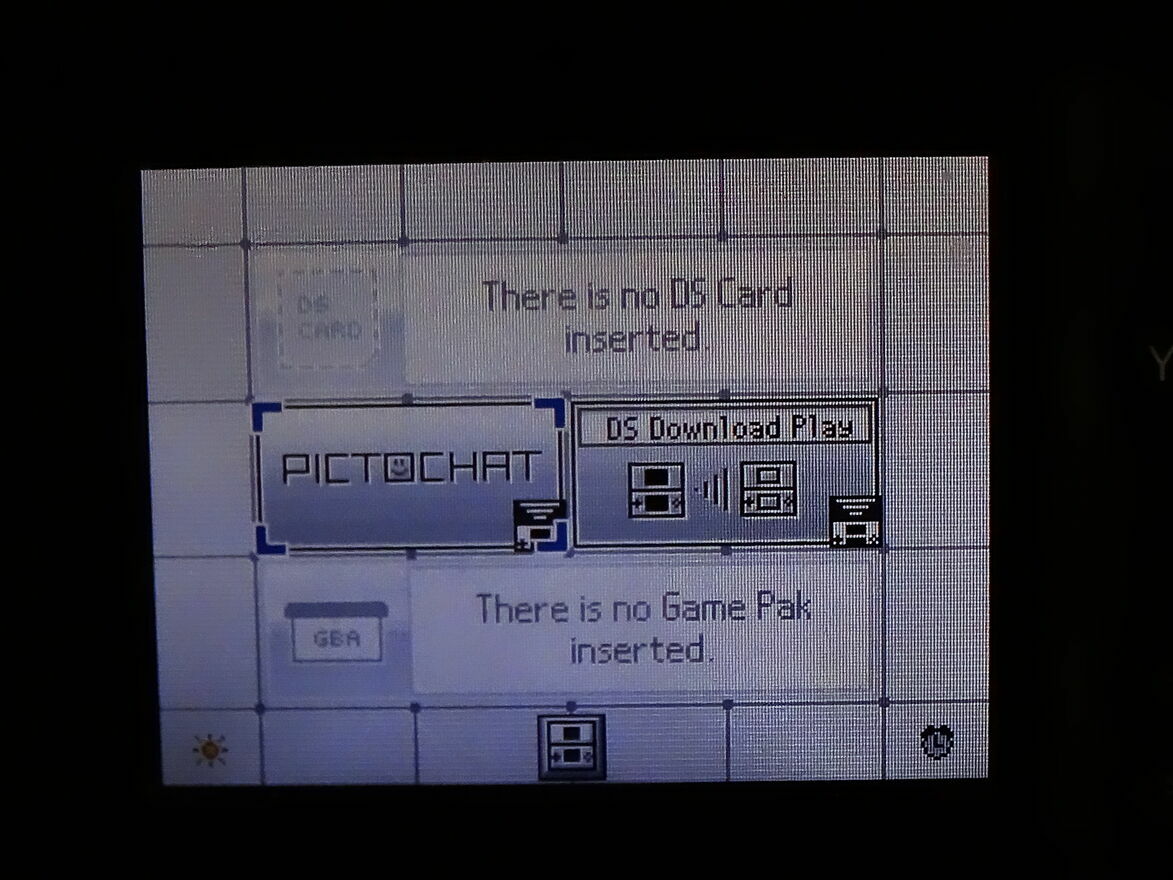 DS
CARD
There is no DS Card
inserted.
PICTOCHAT
DS Download Play
GBA
There is no Game Pak
inserted.
Y